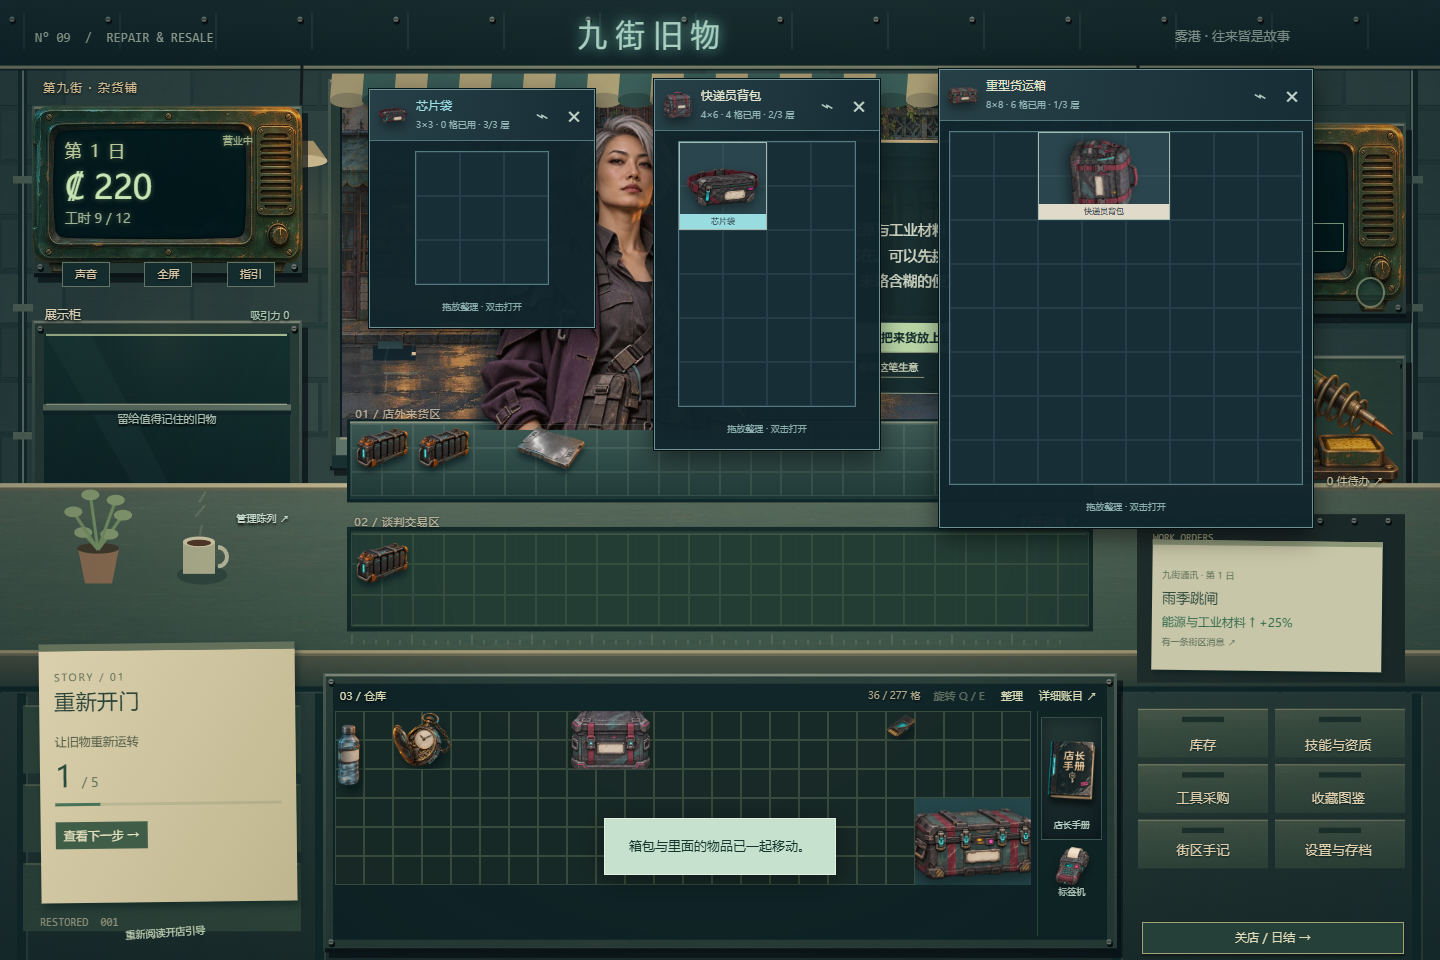 Nº 09 / REPAIR & RESALE
九街旧物
雾港 · 往来皆是故事
第九街 · 杂货铺
营业中
第 1 日
₡ 220
工时 9 / 12
声音
全屏
指引
展示柜
吸引力 0
留给值得记住的旧物
管理陈列 ↗
芯片袋
3×3 · 0 格已用 · 3/3 层
拖放整理 · 双击打开
快递员背包
4×6 · 4 格已用 · 2/3 层
芯片袋
拖放整理 · 双击打开
重型货运箱
8×8 · 6 格已用 · 1/3 层
快递员背包
拖放整理 · 双击打开
与工业材
可以先
含糊的
把来货放上
这笔生意
01 / 店外来货区
02 / 谈判交易区
0 件待办 ↗
WORK ORDERS
九街通讯 · 第 1 日
雨季跳闸
能源与工业材料 ↑ +25%
有一条街区消息 ↗
STORY / 01
重新开门
让旧物重新运转
1 / 5
查看下一步 →
RESTORED 001
重新阅读开店引导
03 / 仓库
36 / 277 格
旋转 Q / E
整理
详细账目 ↗
箱包与里面的物品已一起移动。
店长手册
店长手册
标签机
库存
技能与资质
工具采购
收藏图鉴
街区手记
设置与存档
关店 / 日结 →